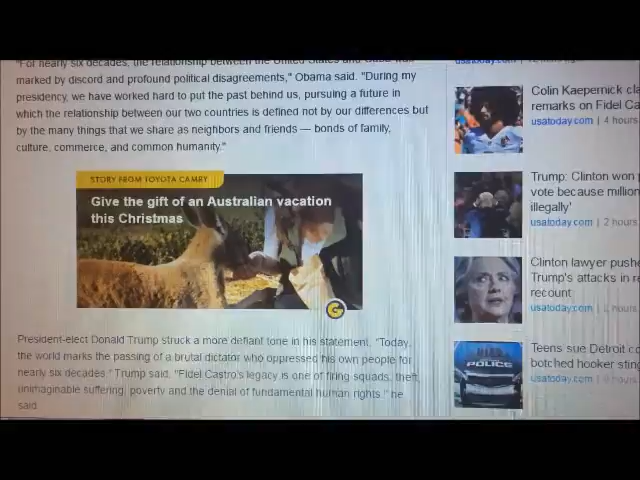 "For nearly six decades, the relationship between the United States and Cuba was
marked by discord and profound political disagreements," Obama said. "During my
presidency, we have worked hard to put the past behind us, pursuing a future in
which the relationship between our two countries is defined not by our differences but
by the many things that we share as neighbors and friends — bonds of family,
culture, commerce, and common humanity."
STORY FROM TOYOTA CAMRY
Give the gift of an Australian vacation
this Christmas
G
President-elect Donald Trump struck a more defiant tone in his statement. "Today,
the world marks the passing of a brutal dictator who oppressed his own people for
nearly six decades," Trump said. "Fidel Castro's legacy is one of firing squads, theft,
unimaginable suffering, poverty and the denial of fundamental human rights," he
said.
usatoday.com |
Colin Kaepernick cla
remarks on Fidel Ca
usatoday.com | 4 hours
Trump: Clinton won p
vote because million
illegally'
usatoday.com | 2 hours
Clinton lawyer pushe
Trump's attacks in re
recount
usatoday.com | hours
POLICE
Teens sue Detroit co
botched hooker sting
usatoday.com | hours